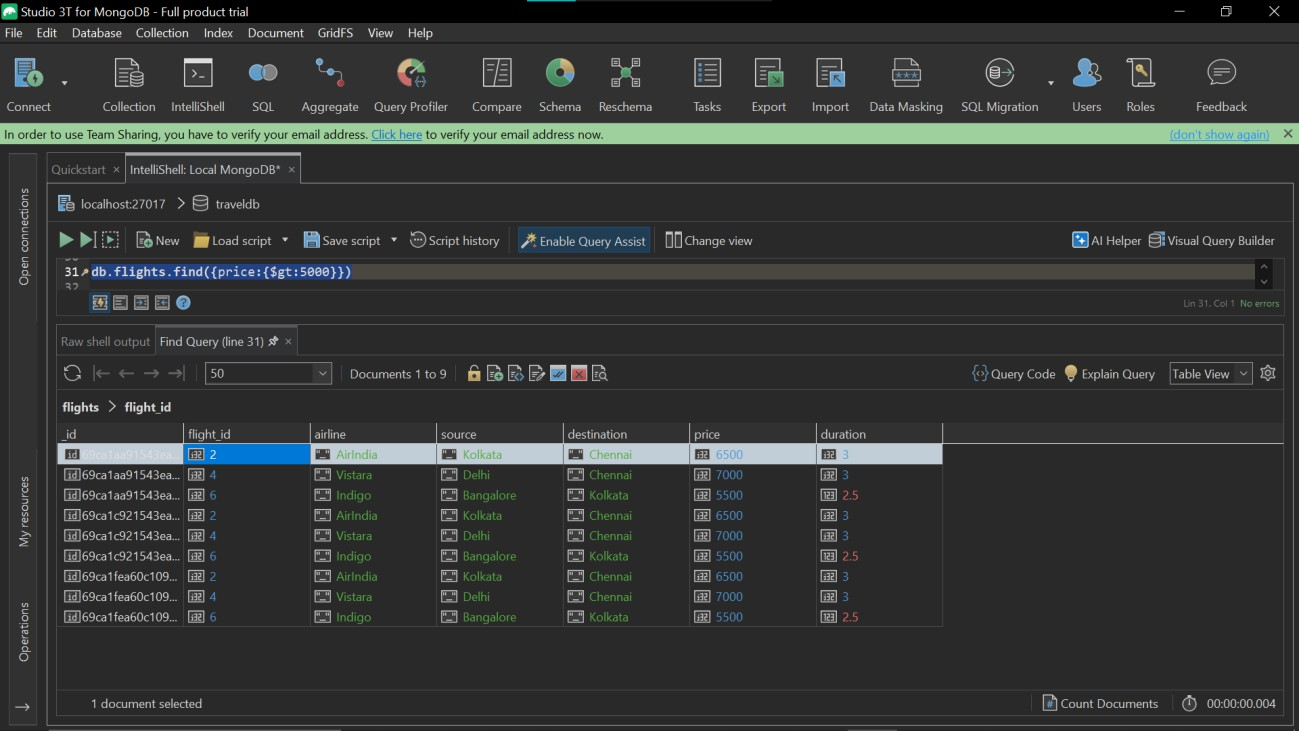 Studio 3T for MongoDB - Full product trial
File Edit Database Collection Index Document GridFS View Help
Connect Collection IntelliShell SQL Aggregate Query Profiler Compare Schema Reschema Tasks Export Import Data Masking SQL Migration Users Roles Feedback
In order to use Team Sharing, you have to verify your email address. Click here to verify your email address now. (don't show again)
Open connections
My resources
Operations
Quickstart × IntelliShell: Local MongoDB* ×
localhost:27017 > traveldb
New Load script Save script Script history Enable Query Assist Change view AI Helper Visual Query Builder
31 db.flights.find({price:{$gt:5000}})
32
Lin 31, Col 1 No errors
Raw shell output Find Query (line 31) ×
50 Documents 1 to 9 Query Code Explain Query Table View
flights > flight_id
_id flight_id airline source destination price duration
69ca1aa91543ea... 2 AirIndia Kolkata Chennai 6500 3
69ca1aa91543ea... 4 Vistara Delhi Chennai 7000 3
69ca1aa91543ea... 6 Indigo Bangalore Kolkata 5500 2.5
69ca1c921543ea... 2 AirIndia Kolkata Chennai 6500 3
69ca1c921543ea... 4 Vistara Delhi Chennai 7000 3
69ca1c921543ea... 6 Indigo Bangalore Kolkata 5500 2.5
69ca1fea60c109... 2 AirIndia Kolkata Chennai 6500 3
69ca1fea60c109... 4 Vistara Delhi Chennai 7000 3
69ca1fea60c109... 6 Indigo Bangalore Kolkata 5500 2.5
1 document selected Count Documents 00:00:00.004